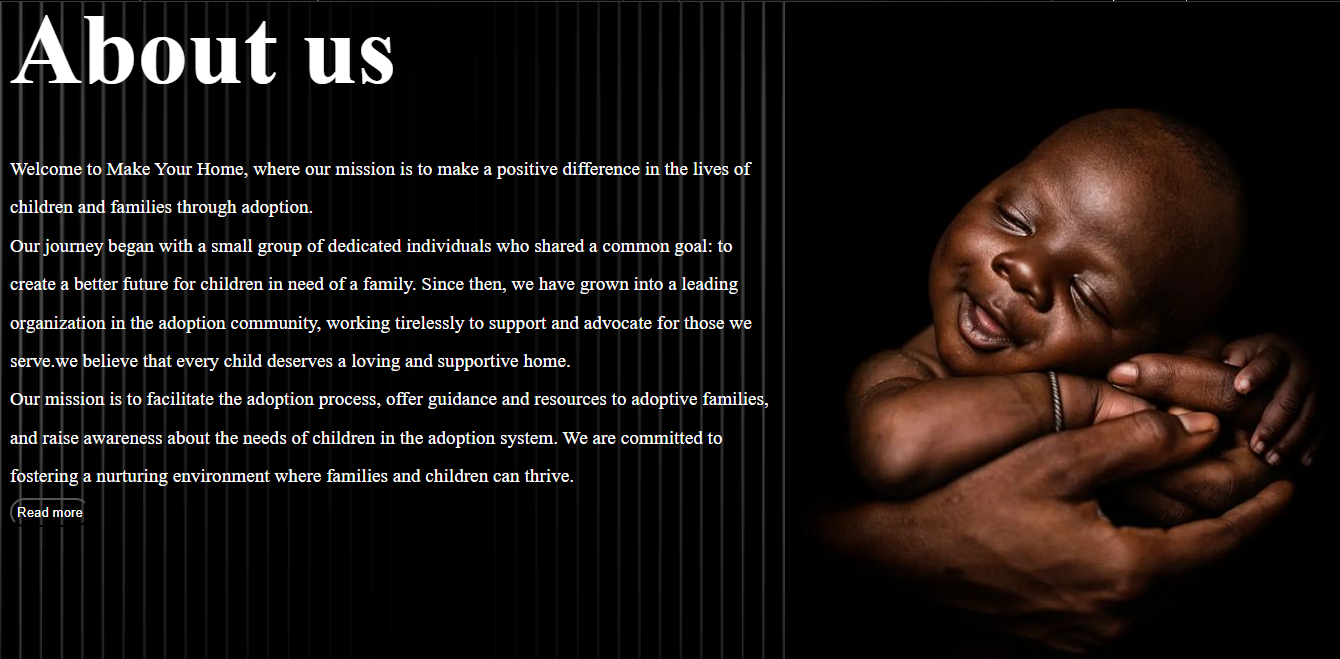 About us
Welcome to Make Your Home, where our mission is to make a positive difference in the lives of
children and families through adoption.
Our journey began with a small group of dedicated individuals who shared a common goal: to
create a better future for children in need of a family. Since then, we have grown into a leading
organization in the adoption community, working tirelessly to support and advocate for those we
serve.we believe that every child deserves a loving and supportive home.
Our mission is to facilitate the adoption process, offer guidance and resources to adoptive families,
and raise awareness about the needs of children in the adoption system. We are committed to
fostering a nurturing environment where families and children can thrive.
Read more